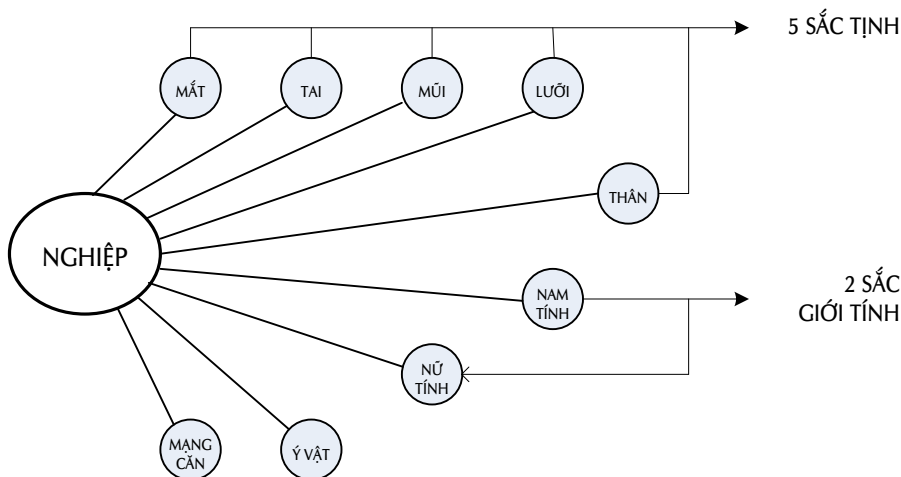 5 SẮC TỊNH
MẮT
TAI
MŨI
LƯỠI
THÂN
NGHIỆP
NAM
TÍNH
2 SẮC
GIỚI TÍNH
NỮ
TÍNH
MẠNG
CĂN
Ý VẬT